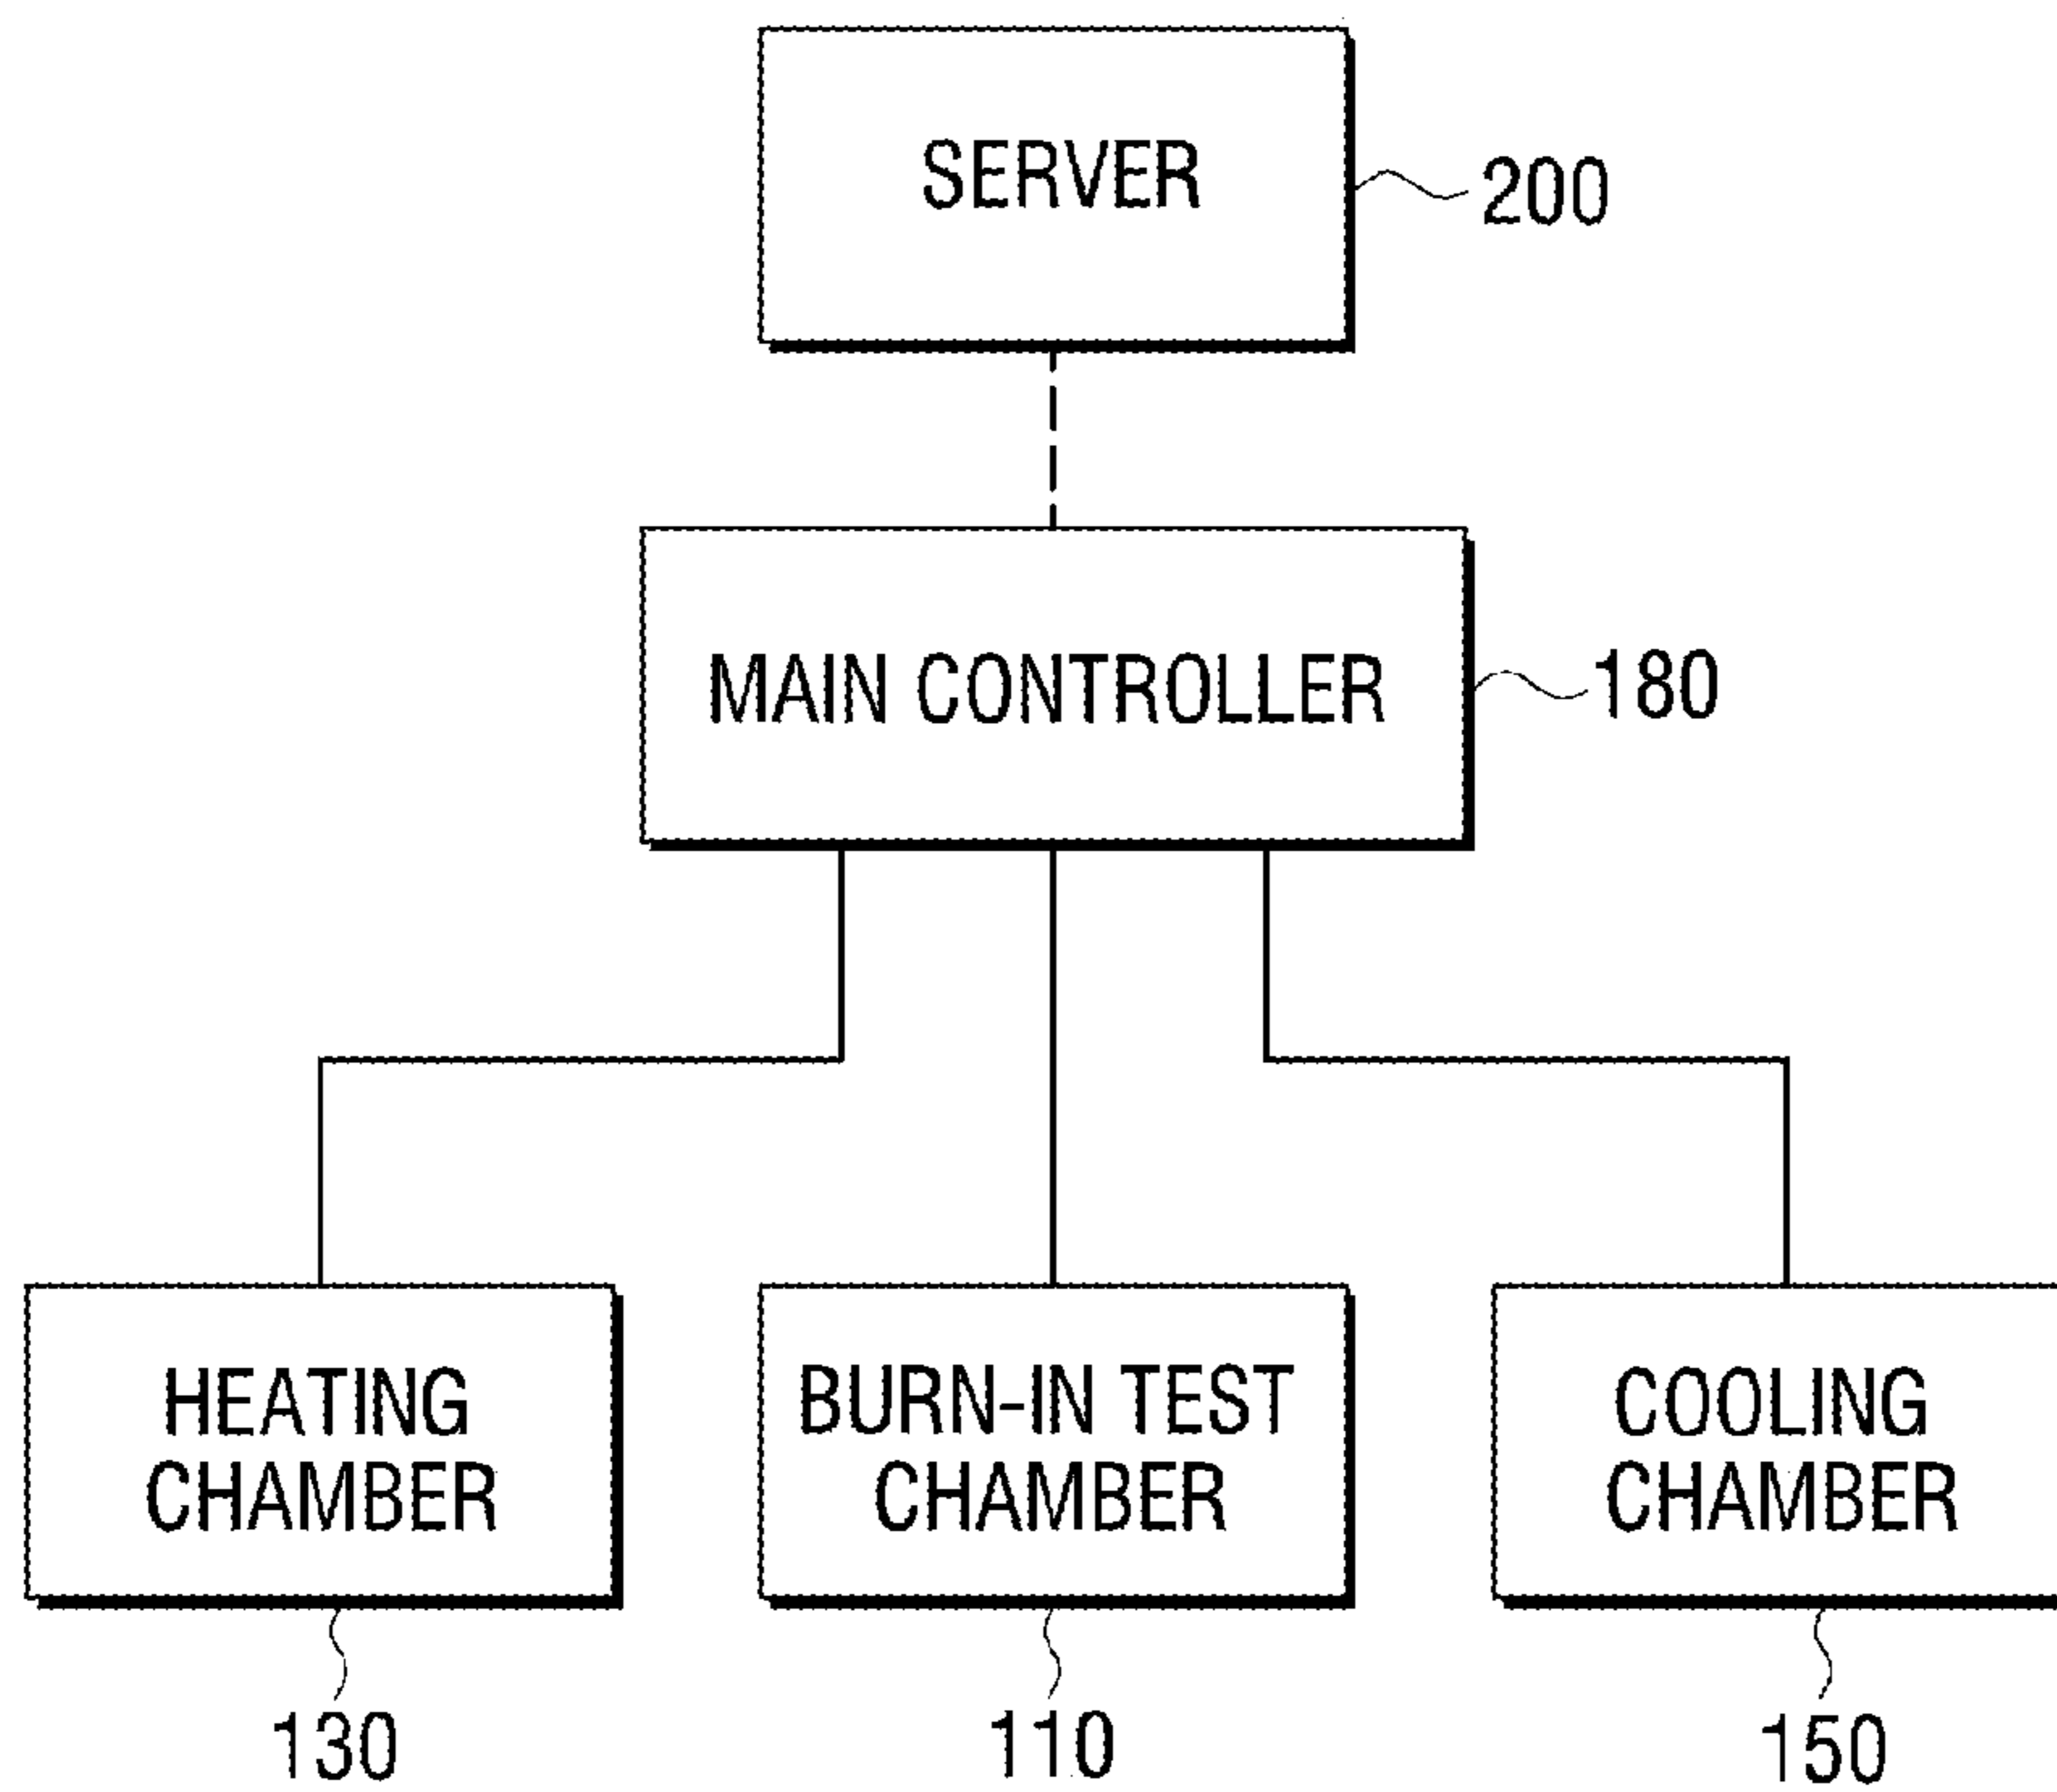 SERVER
200
MAIN CONTROLLER
180
HEATING
CHAMBER
BURN-IN TEST
CHAMBER
COOLING
CHAMBER
130
110
150